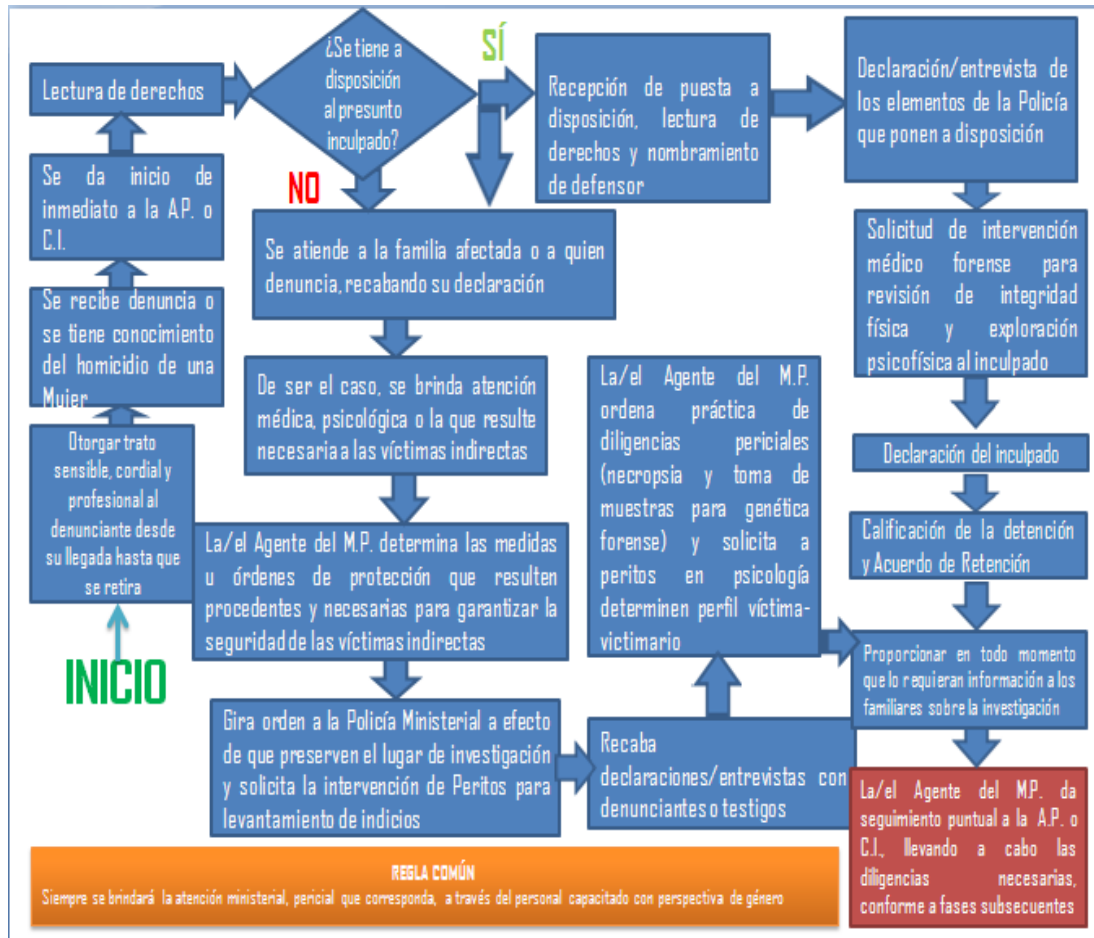 Lectura de derechos
¿Se tiene a
disposición
al presunto
inculpado?
SÍ
NO
Recepción de puesta a
disposición, lectura de
derechos y nombramiento
de defensor
Declaración/entrevista de
los elementos de la Policía
que ponen a disposición
Se da inicio de
inmediato a la A.P. o
C.I.
Se recibe denuncia o
se tiene conocimiento
del homicidio de una
Mujer
Otorgar trato
sensible, cordial y
profesional al
denunciante desde
su llegada hasta que
se retira
INICIO
Se atiende a la familia afectada o a quien
denuncia, recabando su declaración
De ser el caso, se brinda atención
médica, psicológica o la que resulte
necesaria a las víctimas indirectas
La/el Agente del M.P. determina las medidas
u órdenes de protección que resulten
procedentes y necesarias para garantizar la
seguridad de las víctimas indirectas
Gira orden a la Policía Ministerial a efecto
de que preserven el lugar de investigación
y solicita la intervención de Peritos para
levantamiento de indicios
Recaba
declaraciones/entrevistas con
denunciantes o testigos
La/el Agente del M.P.
ordena práctica de
diligencias periciales
(necropsia y toma de
muestras para genética
forense) y solicita a
peritos en psicología
determinen perfil víctima-
victimario
Solicitud de intervención
médico forense para
revisión de integridad
física y exploración
psicofísica al inculpado
Declaración del inculpado
Calificación de la detención
y Acuerdo de Retención
Proporcionar en todo momento
que lo requieran información a los
familiares sobre la investigación
La/el Agente del M.P. da
seguimiento puntual a la A.P. o
C.I., llevando a cabo las
diligencias necesarias,
conforme a fases subsecuentes
REGLA COMÚN
Siempre se brindará la atención ministerial, pericial que corresponda, a través del personal capacitado con perspectiva de género